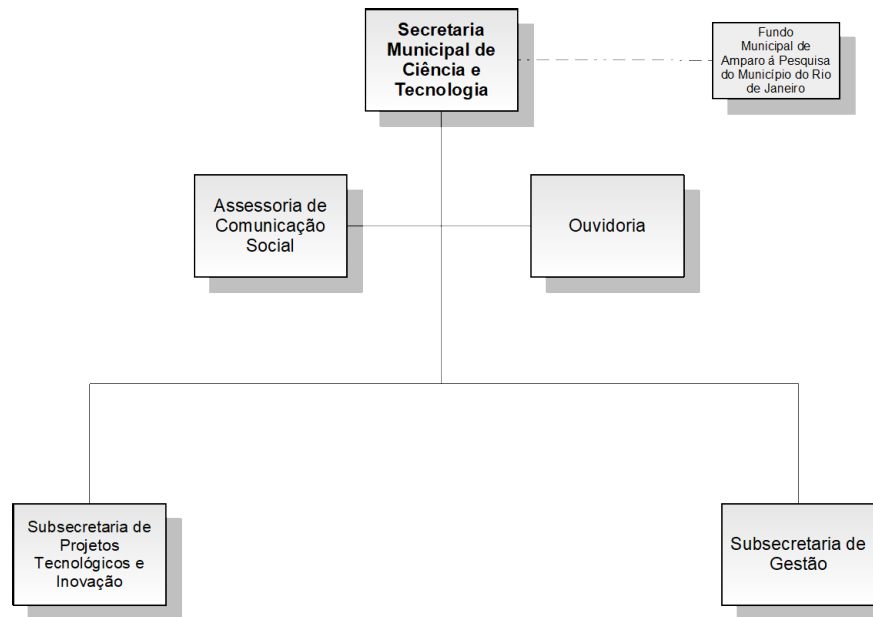 Secretaria
Municipal de
Ciência e
Tecnologia
Fundo
Municipal de
Amparo á Pesquisa
do Município do Rio
de Janeiro
Assessoria de
Comunicação
Social
Ouvidoria
Subsecretaria de
Projetos
Tecnológicos e
Inovação
Subsecretaria de
Gestão